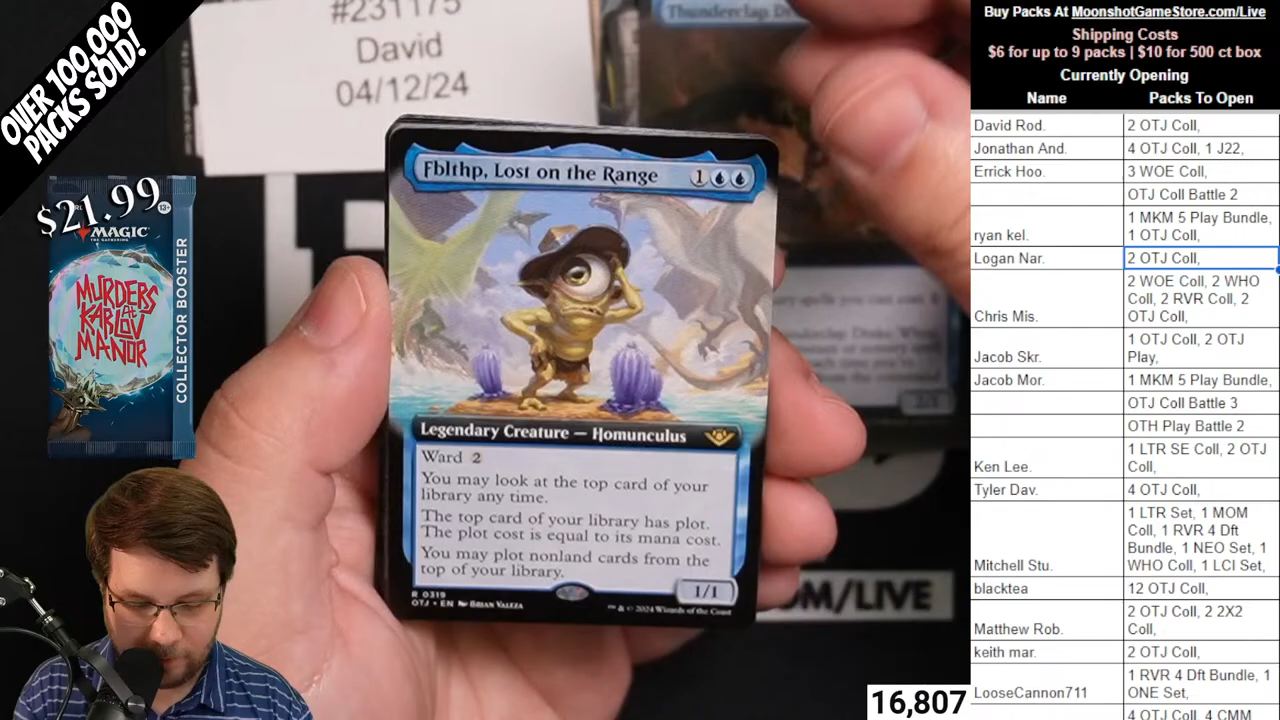 OVER 100,000
PACKS SOLD!
#231175
David
04/12/24
Thunderclap
$21.99
MAGIC
THE GATHERING
MURDERS
AT
KARLOV
MANOR
COLLECTOR BOOSTER
Fblthp, Lost on the Range 1
Legendary Creature — Homunculus
Ward 2
You may look at the top card of your
library any time.
The top card of your library has plot.
The plot cost is equal to its mana cost.
You may plot nonland cards from the
top of your library.
1/1
R 0319
OTJ • EN BRIAN VALEZA
™ & © 2024 Wizards of the Coast
OM/LIVE
16,807
Buy Packs At MoonshotGameStore.com/Live
Shipping Costs
$6 for up to 9 packs | $10 for 500 ct box
Currently Opening
Name Packs To Open
David Rod. 2 OTJ Coll,
Jonathan And. 4 OTJ Coll, 1 J22,
Errick Hoo. 3 WOE Coll,
OTJ Coll Battle 2
1 MKM 5 Play Bundle,
ryan kel. 1 OTJ Coll,
Logan Nar. 2 OTJ Coll,
2 WOE Coll, 2 WHO
Coll, 2 RVR Coll, 2
Chris Mis. OTJ Coll,
1 OTJ Coll, 2 OTJ
Jacob Skr. Play,
Jacob Mor. 1 MKM 5 Play Bundle,
OTJ Coll Battle 3
OTH Play Battle 2
1 LTR SE Coll, 2 OTJ
Ken Lee. Coll,
Tyler Dav. 4 OTJ Coll,
1 LTR Set, 1 MOM
Coll, 1 RVR 4 Dft
Bundle, 1 NEO Set, 1
Mitchell Stu. WHO Coll, 1 LCI Set,
blacktea 12 OTJ Coll,
2 OTJ Coll, 2 2X2
Matthew Rob. Coll,
keith mar. 2 OTJ Coll,
1 RVR 4 Dft Bundle, 1
LooseCannon711 ONE Set,
4 OTJ Coll, 4 CMM